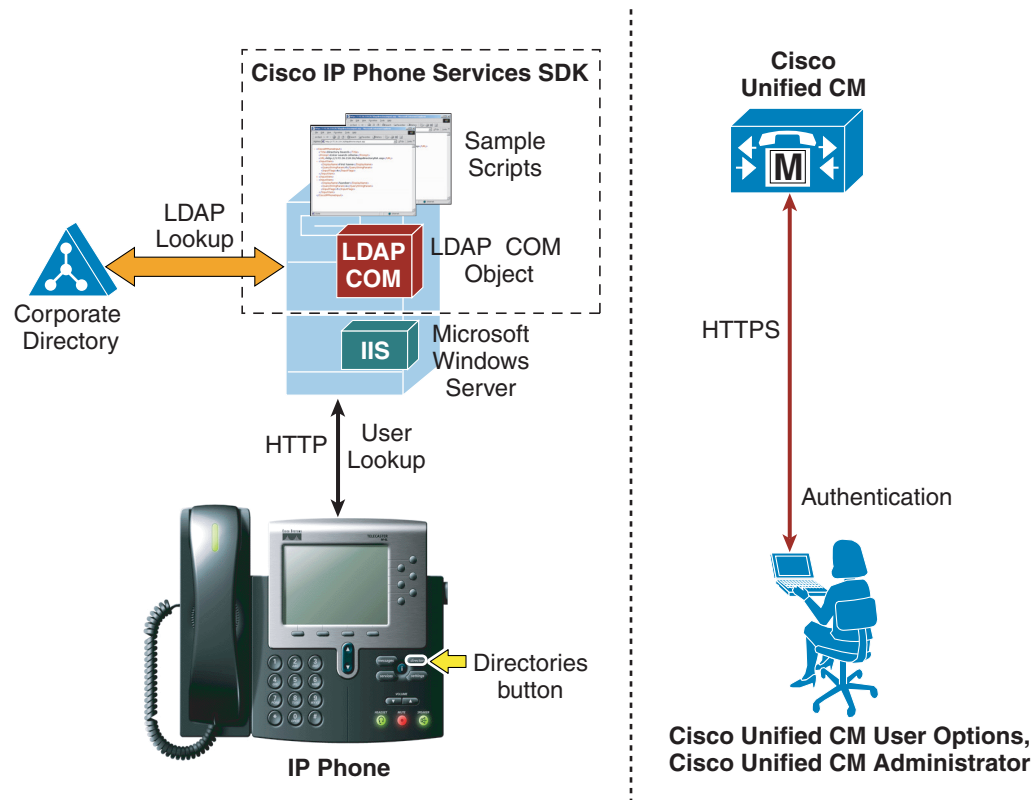 Cisco IP Phone Services SDK
Sample
Scripts
LDAP
Lookup
LDAP
COM
LDAP COM
Object
Corporate
Directory
IIS
Microsoft
Windows
Server
HTTP
User
Lookup
Directories
button
IP Phone
Cisco
Unified CM
M
HTTPS
Authentication
Cisco Unified CM User Options,
Cisco Unified CM Administrator